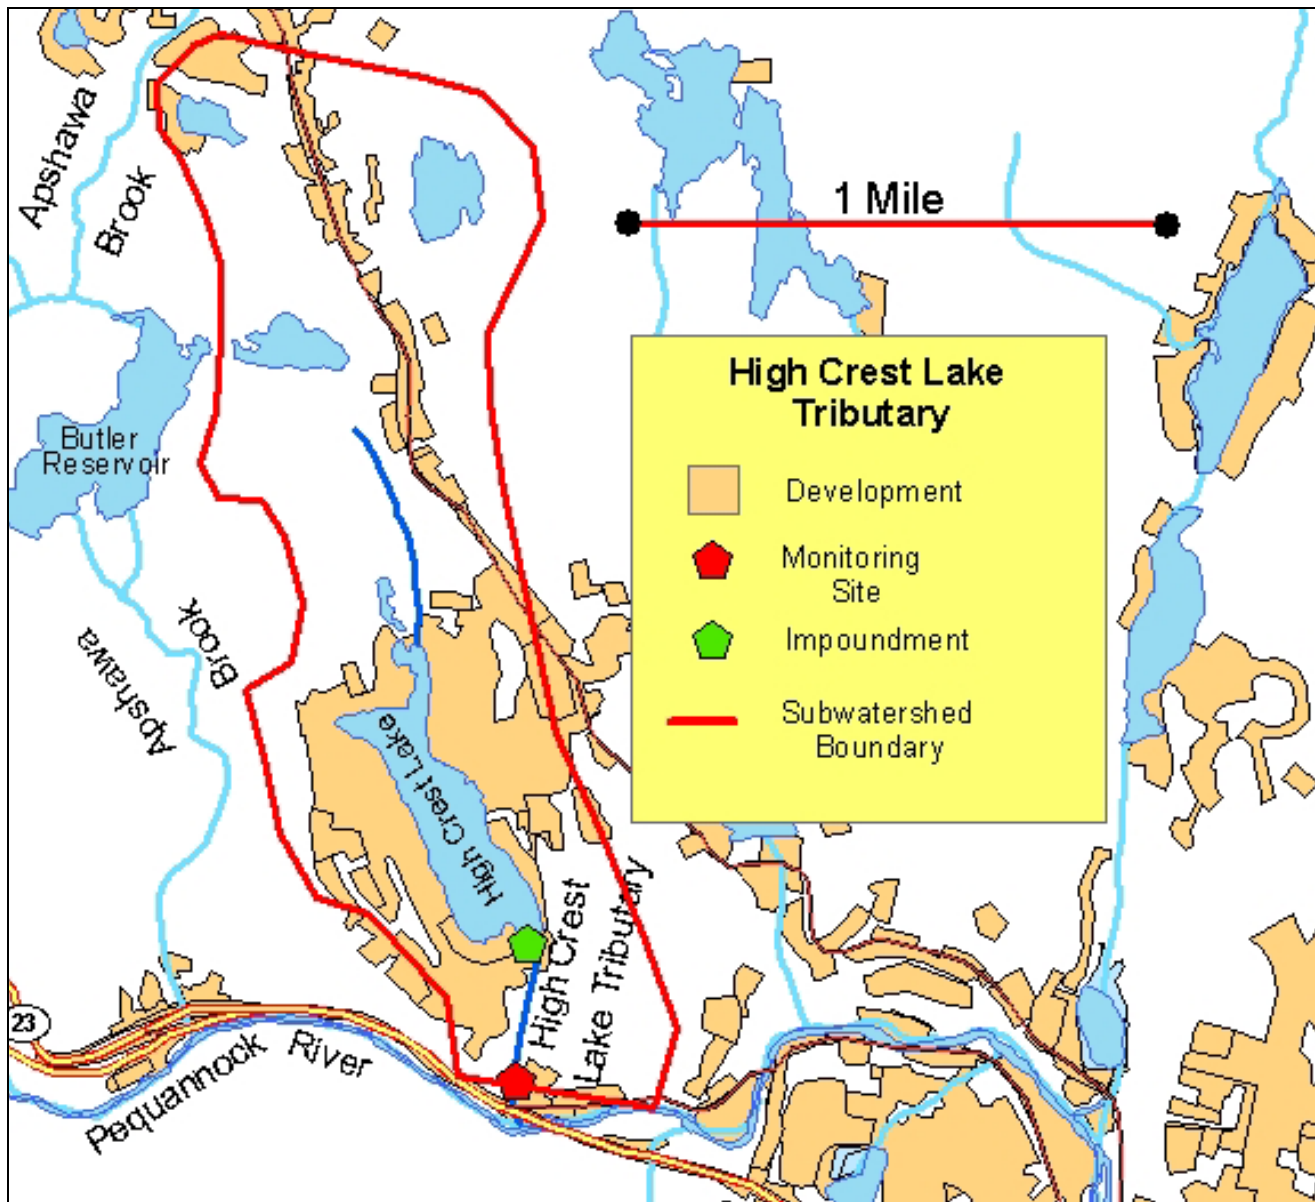 Apshawa
Brook
1 Mile
High Crest Lake
Tributary
Development
Monitoring
Site
Impoundment
Subwatershed
Boundary
Butler
Reservoir
Apshawa
Brook
High Crest Lake
High Crest
Lake Tributary
23
Pequannock River